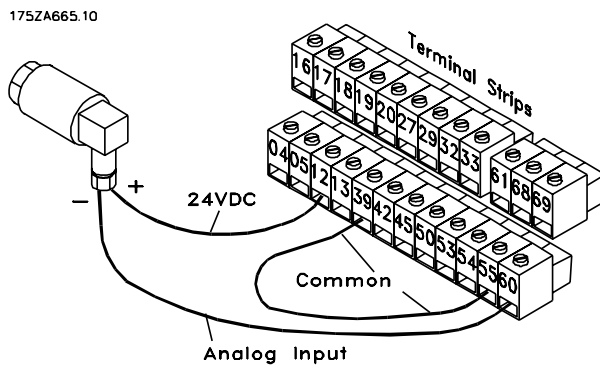 175ZA665.10
Terminal Strips
16 17 18 19 20 27 29 32 33
61 68 69
04 05 12 13 39 42 45 50 53 54 55 60
− +
24VDC
Common
Analog Input